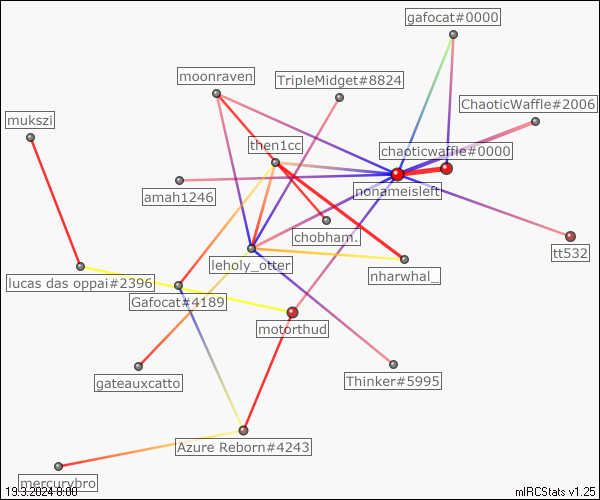 gafocat#0000
moonraven
TripleMidget#8824
ChaoticWaffle#2006
mukszi
then1cc
chaoticwaffle#0000
nonameisleft
amah1246
chobham.
tt532
leholy_otter
nharwhal_
lucas das oppai#2396
Gafocat#4189
motorthud
gateauxcatto
Thinker#5995
Azure Reborn#4243
mercurybro
19.3.2024 0:00
mIRCStats v1.25